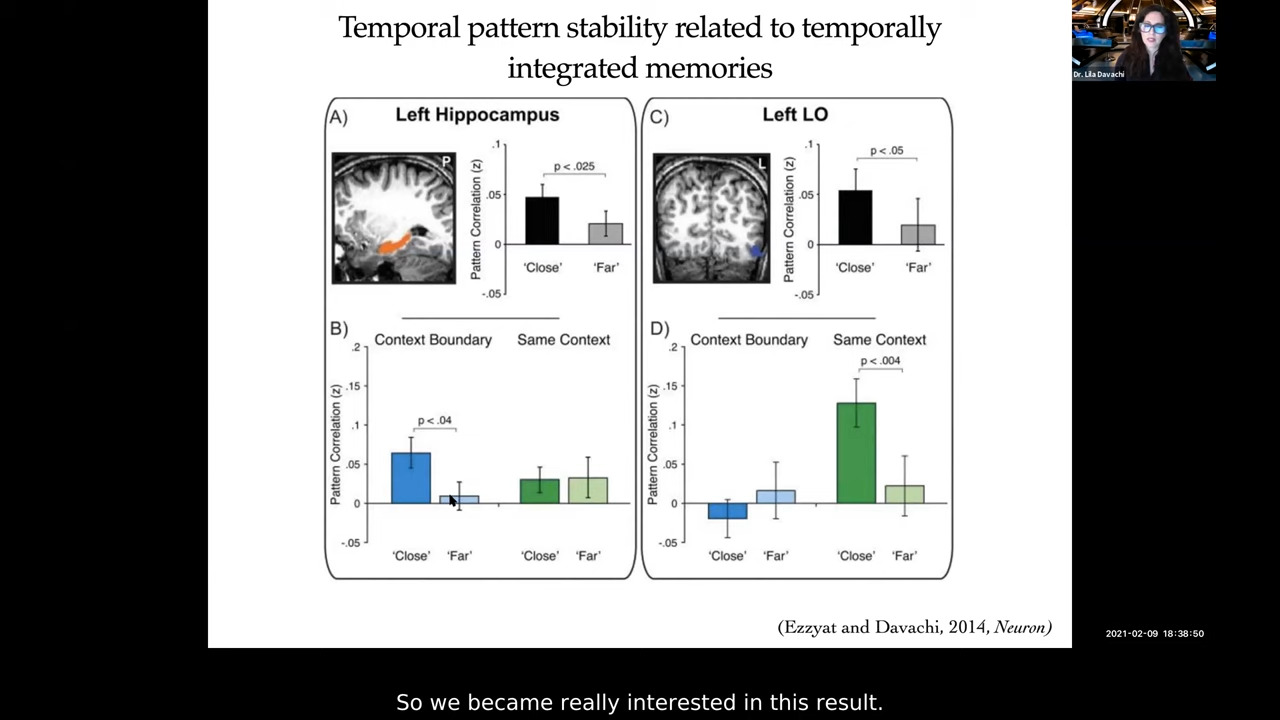 Temporal pattern stability related to temporally
integrated memories
Dr. Lila Davachi
A)
Left Hippocampus
P
Pattern Correlation (z)
.1
.05
0
-.05
p < .025
'Close'
'Far'
B)
Context Boundary
Same Context
Pattern Correlation (z)
.2
.15
.1
.05
0
-.05
p < .04
'Close'
'Far'
'Close'
'Far'
C)
Left LO
L
Pattern Correlation (z)
.1
.05
0
-.05
p < .05
'Close'
'Far'
D)
Context Boundary
Same Context
Pattern Correlation (z)
.2
.15
.1
.05
0
-.05
p < .004
'Close'
'Far'
'Close'
'Far'
(Ezzyat and Davachi, 2014, Neuron)
2021-02-09 18:38:50
So we became really interested in this result.